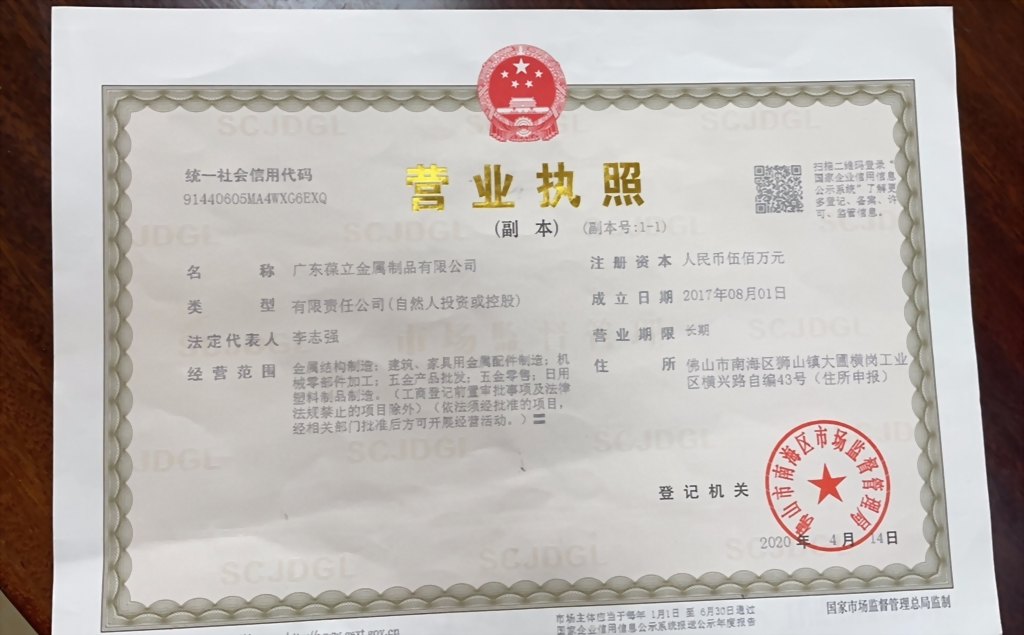 统一社会信用代码
91440605MA4WXG6EXQ
营业执照
(副 本) (副本号:1-1)
扫描二维码登录“
国家企业信用信息
公示系统”了解更
多登记、备案、许
可、监管信息。
名 称 广东葆立金属制品有限公司
类 型 有限责任公司(自然人投资或控股)
法定代表人 李志强
经营范围 金属结构制造；建筑、家具用金属配件制造；机
械零部件加工；五金产品批发；五金零售；日用
塑料制品制造。（工商登记前置审批事项及法律
法规禁止的项目除外）（依法须经批准的项目，
经相关部门批准后方可开展经营活动。）〓
注册资本 人民币伍佰万元
成立日期 2017年08月01日
营业期限 长期
住 所 佛山市南海区狮山镇大圃横岗工业
区横兴路自编43号（住所申报）
登记机关
佛山市南海区市场监督管理局
2020 年 4 月 14 日
市场主体应当于每年 1月1日 至 6月30日通过
国家企业信用信息公示系统报送公示年度报告
国家市场监督管理总局监制
SCJDGL